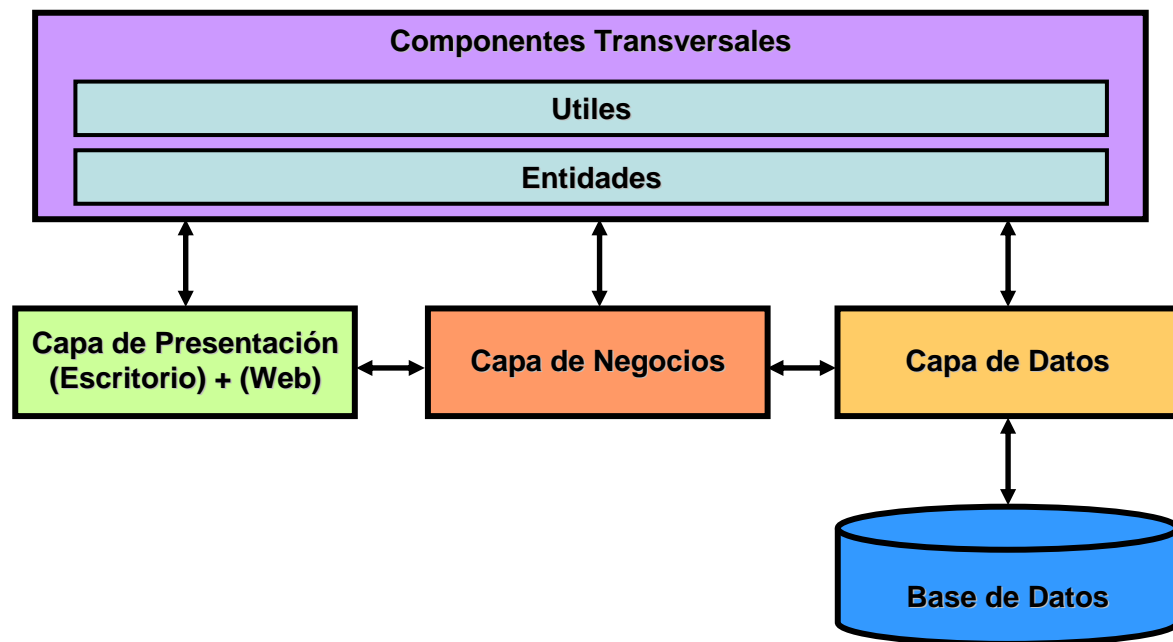 Componentes Transversales
Utiles
Entidades
Capa de Presentación
(Escritorio) + (Web)
Capa de Negocios
Capa de Datos
Base de Datos